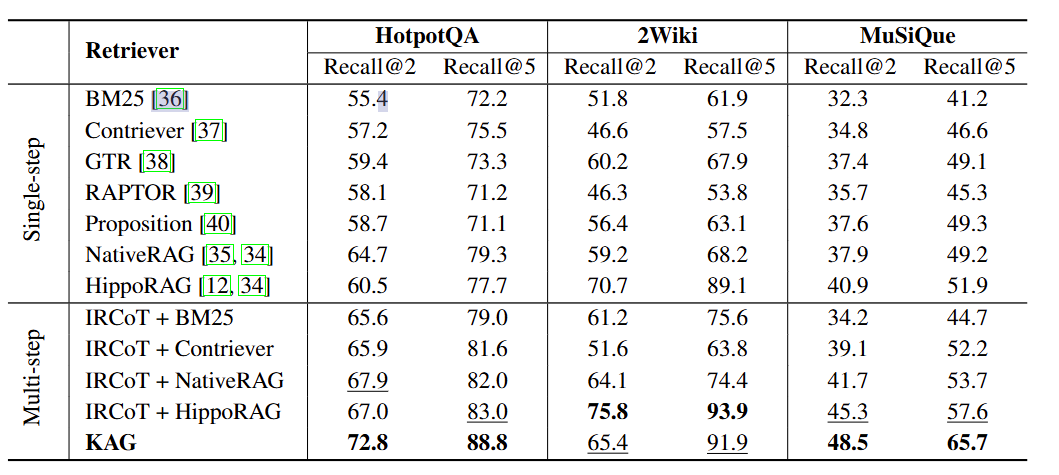 Retriever HotpotQA 2Wiki MuSiQue
Recall@2 Recall@5 Recall@2 Recall@5 Recall@2 Recall@5
Single-step
BM25 [36] 55.4 72.2 51.8 61.9 32.3 41.2
Contriever [37] 57.2 75.5 46.6 57.5 34.8 46.6
GTR [38] 59.4 73.3 60.2 67.9 37.4 49.1
RAPTOR [39] 58.1 71.2 46.3 53.8 35.7 45.3
Proposition [40] 58.7 71.1 56.4 63.1 37.6 49.3
NativeRAG [35, 34] 64.7 79.3 59.2 68.2 37.9 49.2
HippoRAG [12, 34] 60.5 77.7 70.7 89.1 40.9 51.9
Multi-step
IRCoT + BM25 65.6 79.0 61.2 75.6 34.2 44.7
IRCoT + Contriever 65.9 81.6 51.6 63.8 39.1 52.2
IRCoT + NativeRAG 67.9 82.0 64.1 74.4 41.7 53.7
IRCoT + HippoRAG 67.0 83.0 75.8 93.9 45.3 57.6
KAG 72.8 88.8 65.4 91.9 48.5 65.7